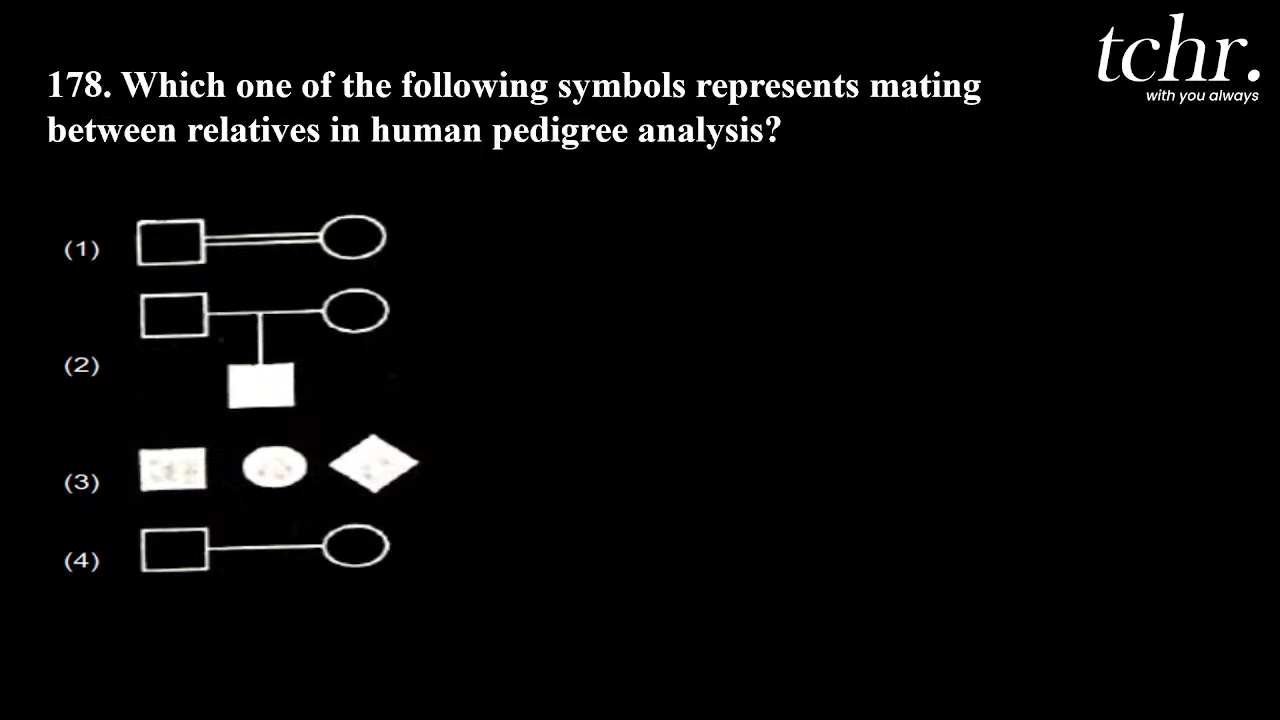 tchr.
with you always
178. Which one of the following symbols represents mating
between relatives in human pedigree analysis?
(1)
(2)
(3)
(4)